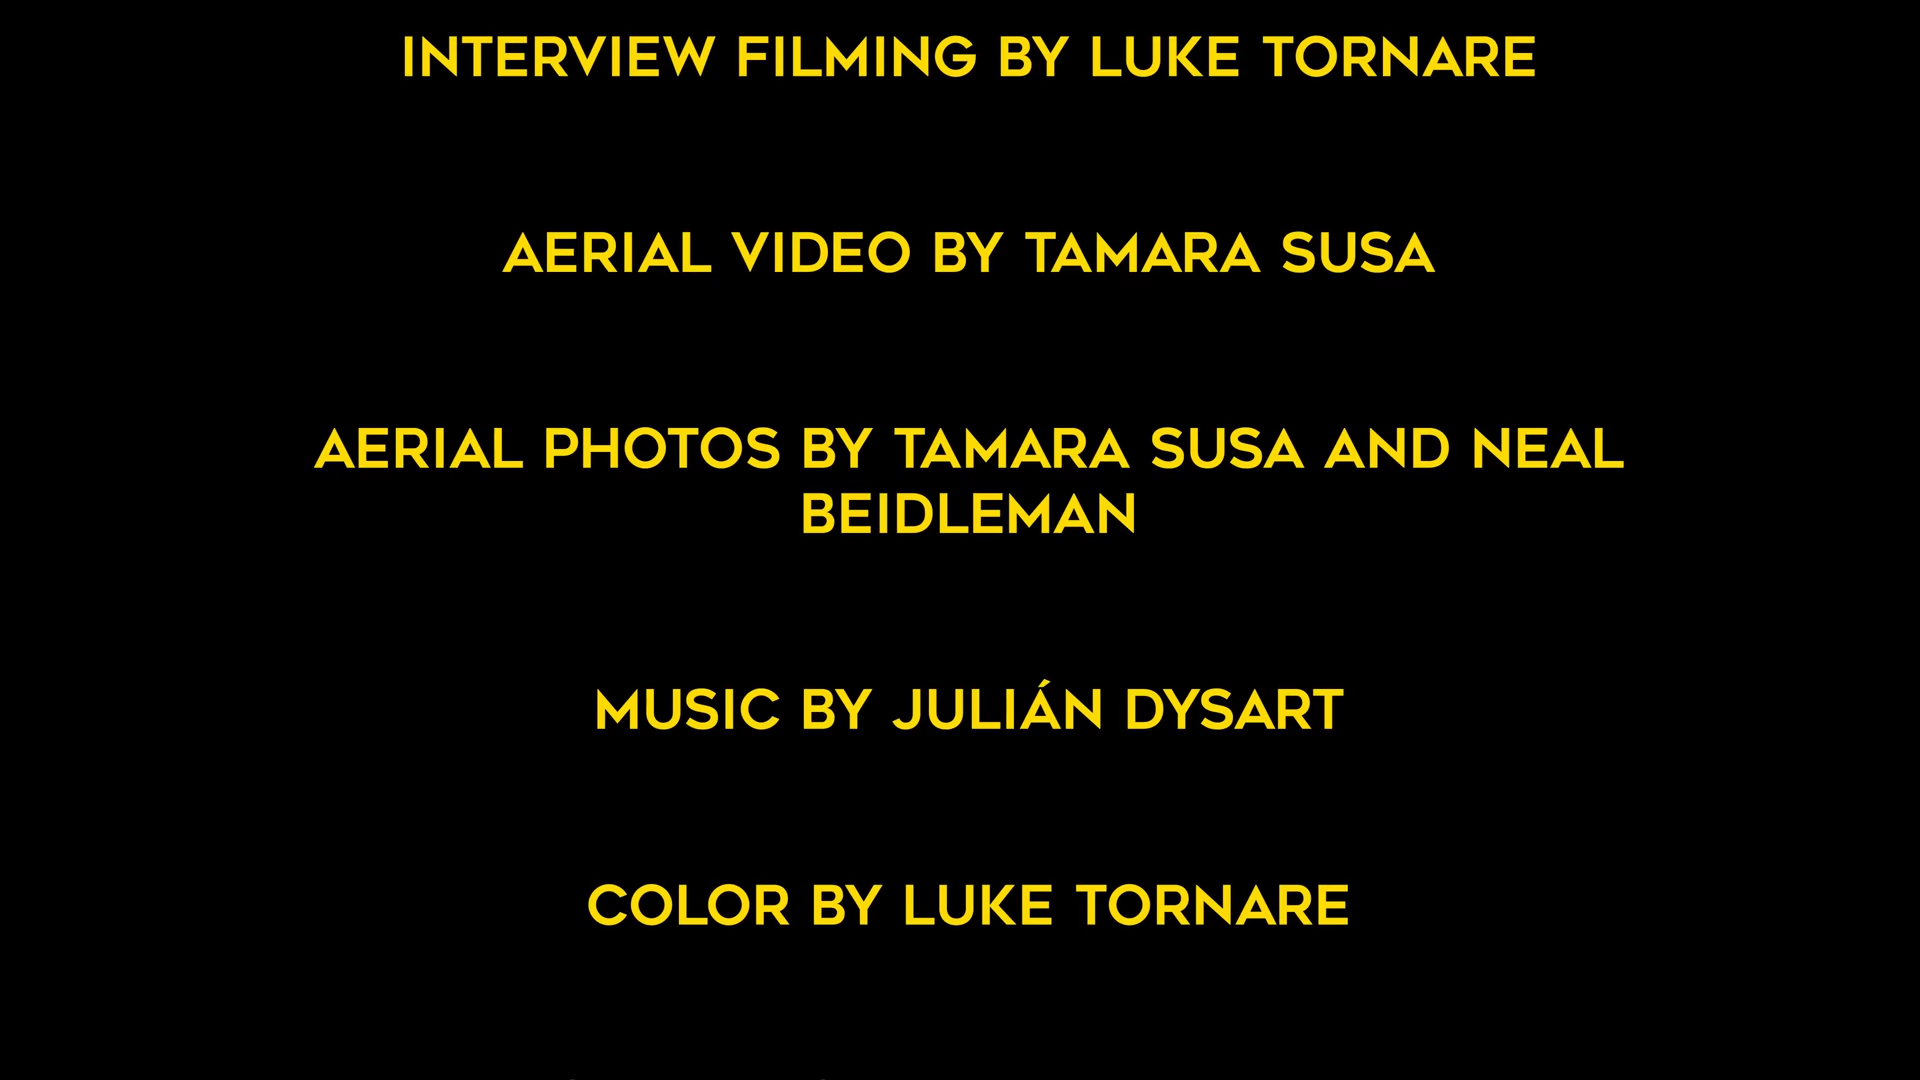 INTERVIEW FILMING BY LUKE TORNARE
AERIAL VIDEO BY TAMARA SUSA
AERIAL PHOTOS BY TAMARA SUSA AND NEAL
BEIDLEMAN
MUSIC BY JULIÁN DYSART
COLOR BY LUKE TORNARE